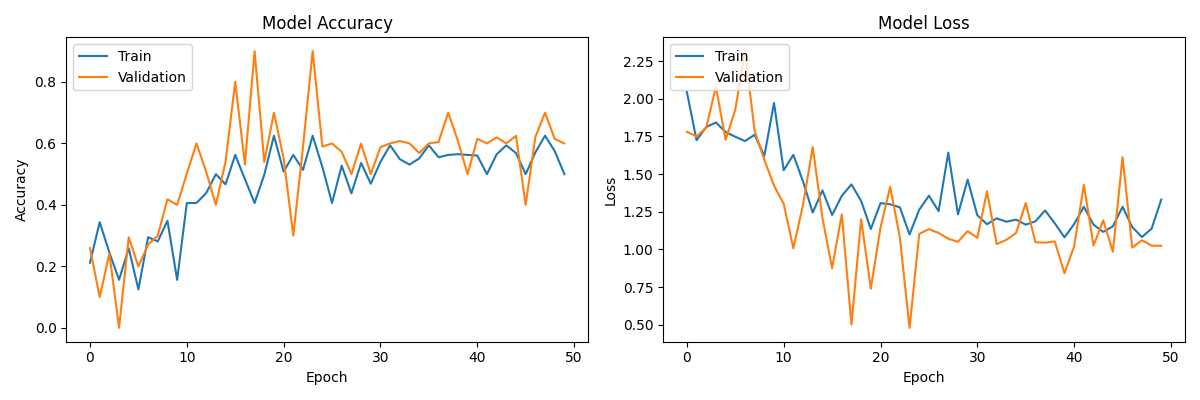 Model Accuracy
Train
Validation
0.8
0.6
0.4
0.2
0.0
Accuracy
0 10 20 30 40 50
Epoch
Model Loss
Train
Validation
2.25
2.00
1.75
1.50
1.25
1.00
0.75
0.50
Loss
0 10 20 30 40 50
Epoch